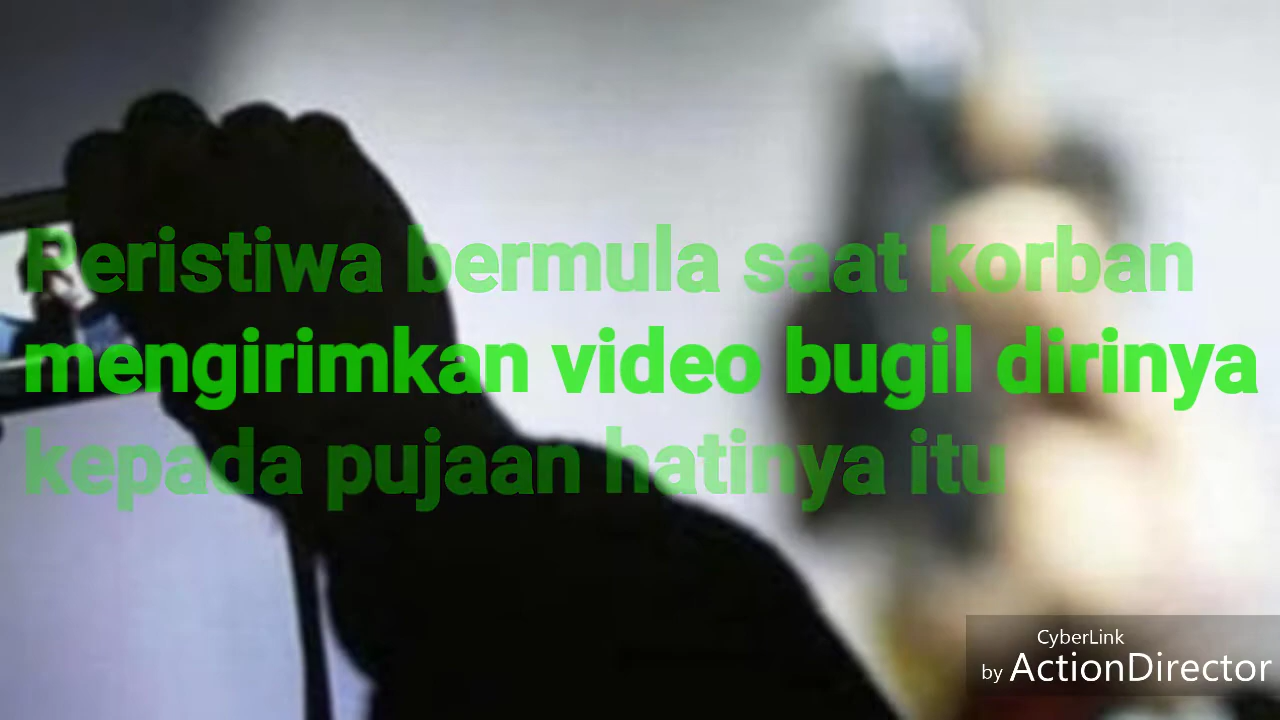 Peristiwa bermula saat korban
mengirimkan video bugil dirinya
kepada pujaan hatinya itu
CyberLink
by ActionDirector